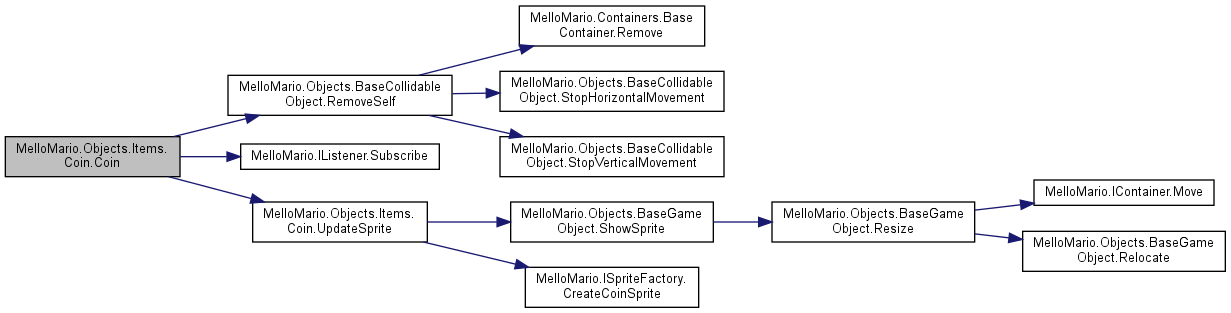 MelloMario.Objects.Items.
Coin.Coin
MelloMario.Objects.BaseCollidable
Object.RemoveSelf
MelloMario.Containers.Base
Container.Remove
MelloMario.Objects.BaseCollidable
Object.StopHorizontalMovement
MelloMario.Objects.BaseCollidable
Object.StopVerticalMovement
MelloMario.IListener.Subscribe
MelloMario.Objects.Items.
Coin.UpdateSprite
MelloMario.Objects.BaseGame
Object.ShowSprite
MelloMario.Objects.BaseGame
Object.Resize
MelloMario.IContainer.Move
MelloMario.Objects.BaseGame
Object.Relocate
MelloMario.ISpriteFactory.
CreateCoinSprite